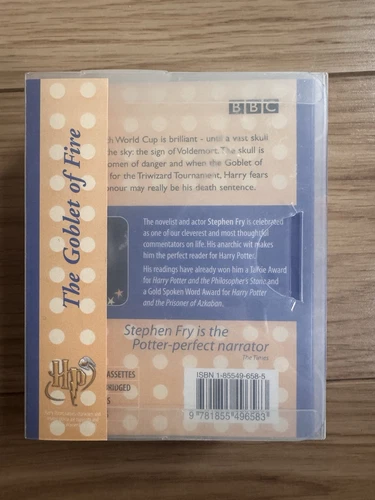 The Goblet of Fire
HP
BBC
World Cup is brilliant - until a vast skull
the sky: the sign of Voldemort. The skull is
omen of danger and when the Goblet of
for the Triwizard Tournament, Harry fears
may really be his death sentence.
The novelist and actor Stephen Fry is celebrated
as one of our cleverest and most thoughtful
commentators on life. His anarchic wit makes
him the perfect reader for Harry Potter.
His readings have already won him a Talkie Award
for Harry Potter and the Philosopher's Stone and
a Gold Spoken Word Award for Harry Potter
and the Prisoner of Azkaban.
Stephen Fry is the
Potter-perfect narrator
The Times
CASSETTES
ISBN 1-85549-658-5
9 781855 496583